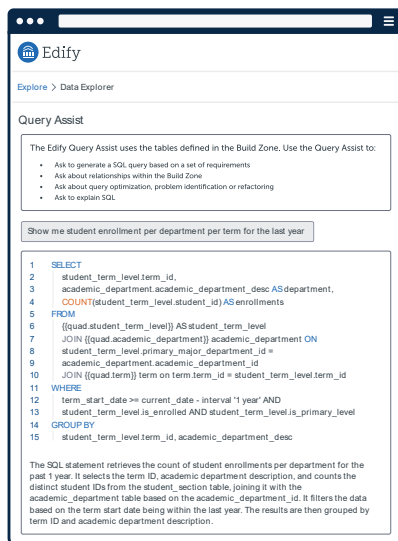 Edify
Explore > Data Explorer
Query Assist
The Edify Query Assist uses the tables defined in the Build Zone. Use the Query Assist to:
• Ask to generate a SQL query based on a set of requirements
• Ask about relationships within the Build Zone
• Ask about query optimization, problem identification or refactoring
• Ask to explain SQL
Show me student enrollment per department per term for the last year
1 SELECT
2 student_term_level.term_id,
3 academic_department.academic_department_desc AS department,
4 COUNT(student_term_level.student_id) AS enrollments
5 FROM
6 {{quad.student_term_level}} AS student_term_level
7 JOIN {{quad.academic_department}} academic_department ON
8 student_term_level.primary_major_department_id =
9 academic_department.academic_department_id
10 JOIN {{quad.term}} term on term.term_id = student_term_level.term_id
11 WHERE
12 term_start_date >= current_date - interval '1 year' AND
13 student_term_level.is_enrolled AND student_term_level.is_primary_level
14 GROUP BY
15 student_term_level.term_id, academic_department_desc
The SQL statement retrieves the count of student enrollments per department for the
past 1 year. It selects the term ID, academic department description, and counts the
distinct student IDs from the student_section table, joining it with the
academic_department table based on the academic_department_id. It filters the data
based on the term start date being within the last year. The results are then grouped by
term ID and academic department description.